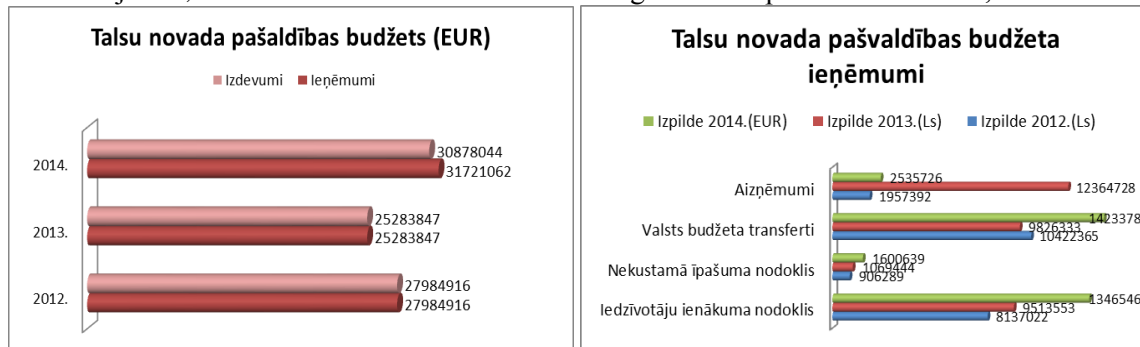 Talsu novada pašaldības budžets (EUR)
Izdevumi Ieņēmumi
2014.
30878044
31721062
2013.
25283847
25283847
2012.
27984916
27984916
Talsu novada pašvaldības budžeta
ieņēmumi
Izpilde 2014.(EUR) Izpilde 2013.(Ls) Izpilde 2012.(Ls)
Aizņēmumi
2535726
12364728
1957392
Valsts budžeta transferti
1423378
9826333
10422365
Nekustamā īpašuma nodoklis
1600639
1069444
906289
Iedzīvotāju ienākuma nodoklis
1346546
9513553
8137022